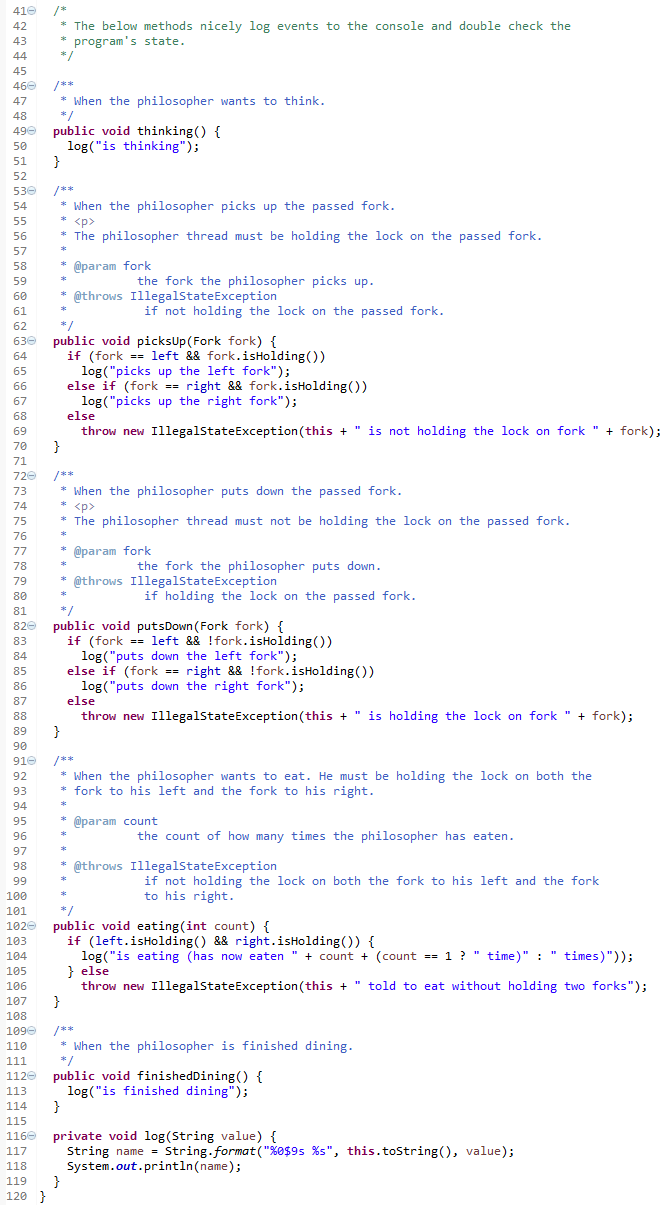 41 /*
42 * The below methods nicely log events to the console and double check the
43 * program's state.
44 */
45
46 /**
47 * When the philosopher wants to think.
48 */
49 public void thinking() {
50 log("is thinking");
51 }
52
53 /**
54 * When the philosopher picks up the passed fork.
55 * <p>
56 * The philosopher thread must be holding the lock on the passed fork.
57 *
58 * @param fork
59 * the fork the philosopher picks up.
60 * @throws IllegalStateException
61 * if not holding the lock on the passed fork.
62 */
63 public void picksUp(Fork fork) {
64 if (fork == left && fork.isHolding())
65 log("picks up the left fork");
66 else if (fork == right && fork.isHolding())
67 log("picks up the right fork");
68 else
69 throw new IllegalStateException(this + " is not holding the lock on fork " + fork);
70 }
71
72 /**
73 * When the philosopher puts down the passed fork.
74 * <p>
75 * The philosopher thread must not be holding the lock on the passed fork.
76 *
77 * @param fork
78 * the fork the philosopher puts down.
79 * @throws IllegalStateException
80 * if holding the lock on the passed fork.
81 */
82 public void putsDown(Fork fork) {
83 if (fork == left && !fork.isHolding())
84 log("puts down the left fork");
85 else if (fork == right && !fork.isHolding())
86 log("puts down the right fork");
87 else
88 throw new IllegalStateException(this + " is holding the lock on fork " + fork);
89 }
90
91 /**
92 * When the philosopher wants to eat. He must be holding the lock on both the
93 * fork to his left and the fork to his right.
94 *
95 * @param count
96 * the count of how many times the philosopher has eaten.
97 *
98 * @throws IllegalStateException
99 * if not holding the lock on both the fork to his left and the fork
100 * to his right.
101 */
102 public void eating(int count) {
103 if (left.isHolding() && right.isHolding()) {
104 log("is eating (has now eaten " + count + (count == 1 ? " time)" : " times)"));
105 } else
106 throw new IllegalStateException(this + " told to eat without holding two forks");
107 }
108
109 /**
110 * When the philosopher is finished dining.
111 */
112 public void finishedDining() {
113 log("is finished dining");
114 }
115
116 private void log(String value) {
117 String name = String.format("%0$9s %s", this.toString(), value);
118 System.out.println(name);
119 }
120 }